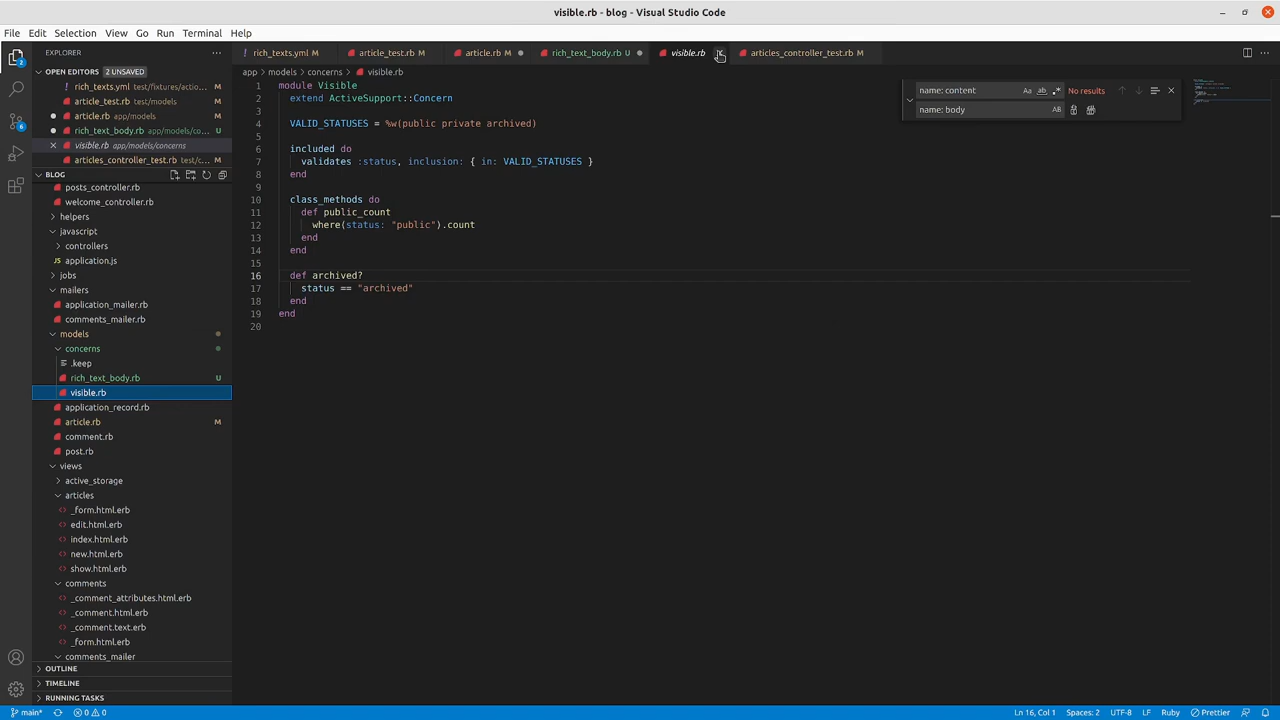 visible.rb - blog - Visual Studio Code
File Edit Selection View Go Run Terminal Help
EXPLORER
OPEN EDITORS 2 UNSAVED
rich_texts.yml test/fixtures/actio... M
article_test.rb test/models M
article.rb app/models M
rich_text_body.rb app/models/co... U
visible.rb app/models/concerns
articles_controller_test.rb test/c... M
BLOG
posts_controller.rb
welcome_controller.rb
helpers
javascript
controllers
application.js
jobs
mailers
application_mailer.rb
comments_mailer.rb
models
concerns
.keep
rich_text_body.rb U
visible.rb
application_record.rb
article.rb M
comment.rb
post.rb
views
active_storage
articles
_form.html.erb
edit.html.erb
index.html.erb
new.html.erb
show.html.erb
comments
_comment_attributes.html.erb
_comment.html.erb
_comment.text.erb
_form.html.erb
comments_mailer
OUTLINE
TIMELINE
RUNNING TASKS
rich_texts.yml M article_test.rb M article.rb M rich_text_body.rb U visible.rb articles_controller_test.rb M
app models concerns visible.rb
1 module Visible
2 extend ActiveSupport::Concern
3
4 VALID_STATUSES = %w(public private archived)
5
6 included do
7 validates :status, inclusion: { in: VALID_STATUSES }
8 end
9
10 class_methods do
11 def public_count
12 where(status: "public").count
13 end
14 end
15
16 def archived?
17 status == "archived"
18 end
19 end
20
name: content Aa ab .* No results
name: body AB
main* 0 0 Ln 16, Col 1 Spaces: 2 UTF-8 LF Ruby Prettier
2
6